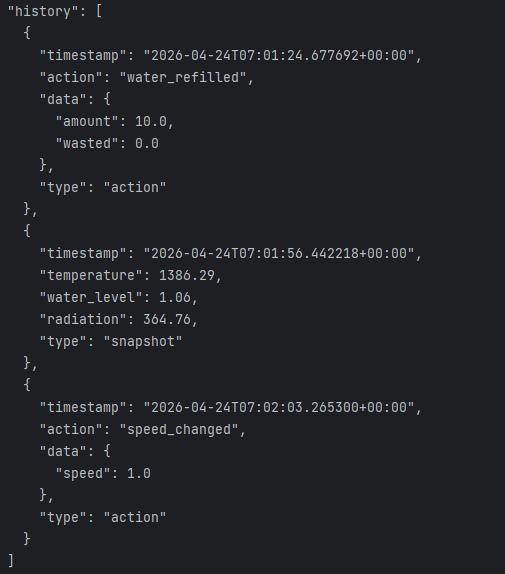 "history": [
  {
    "timestamp": "2026-04-24T07:01:24.677692+00:00",
    "action": "water_refilled",
    "data": {
      "amount": 10.0,
      "wasted": 0.0
    },
    "type": "action"
  },
  {
    "timestamp": "2026-04-24T07:01:56.442218+00:00",
    "temperature": 1386.29,
    "water_level": 1.06,
    "radiation": 364.76,
    "type": "snapshot"
  },
  {
    "timestamp": "2026-04-24T07:02:03.265300+00:00",
    "action": "speed_changed",
    "data": {
      "speed": 1.0
    },
    "type": "action"
  }
]